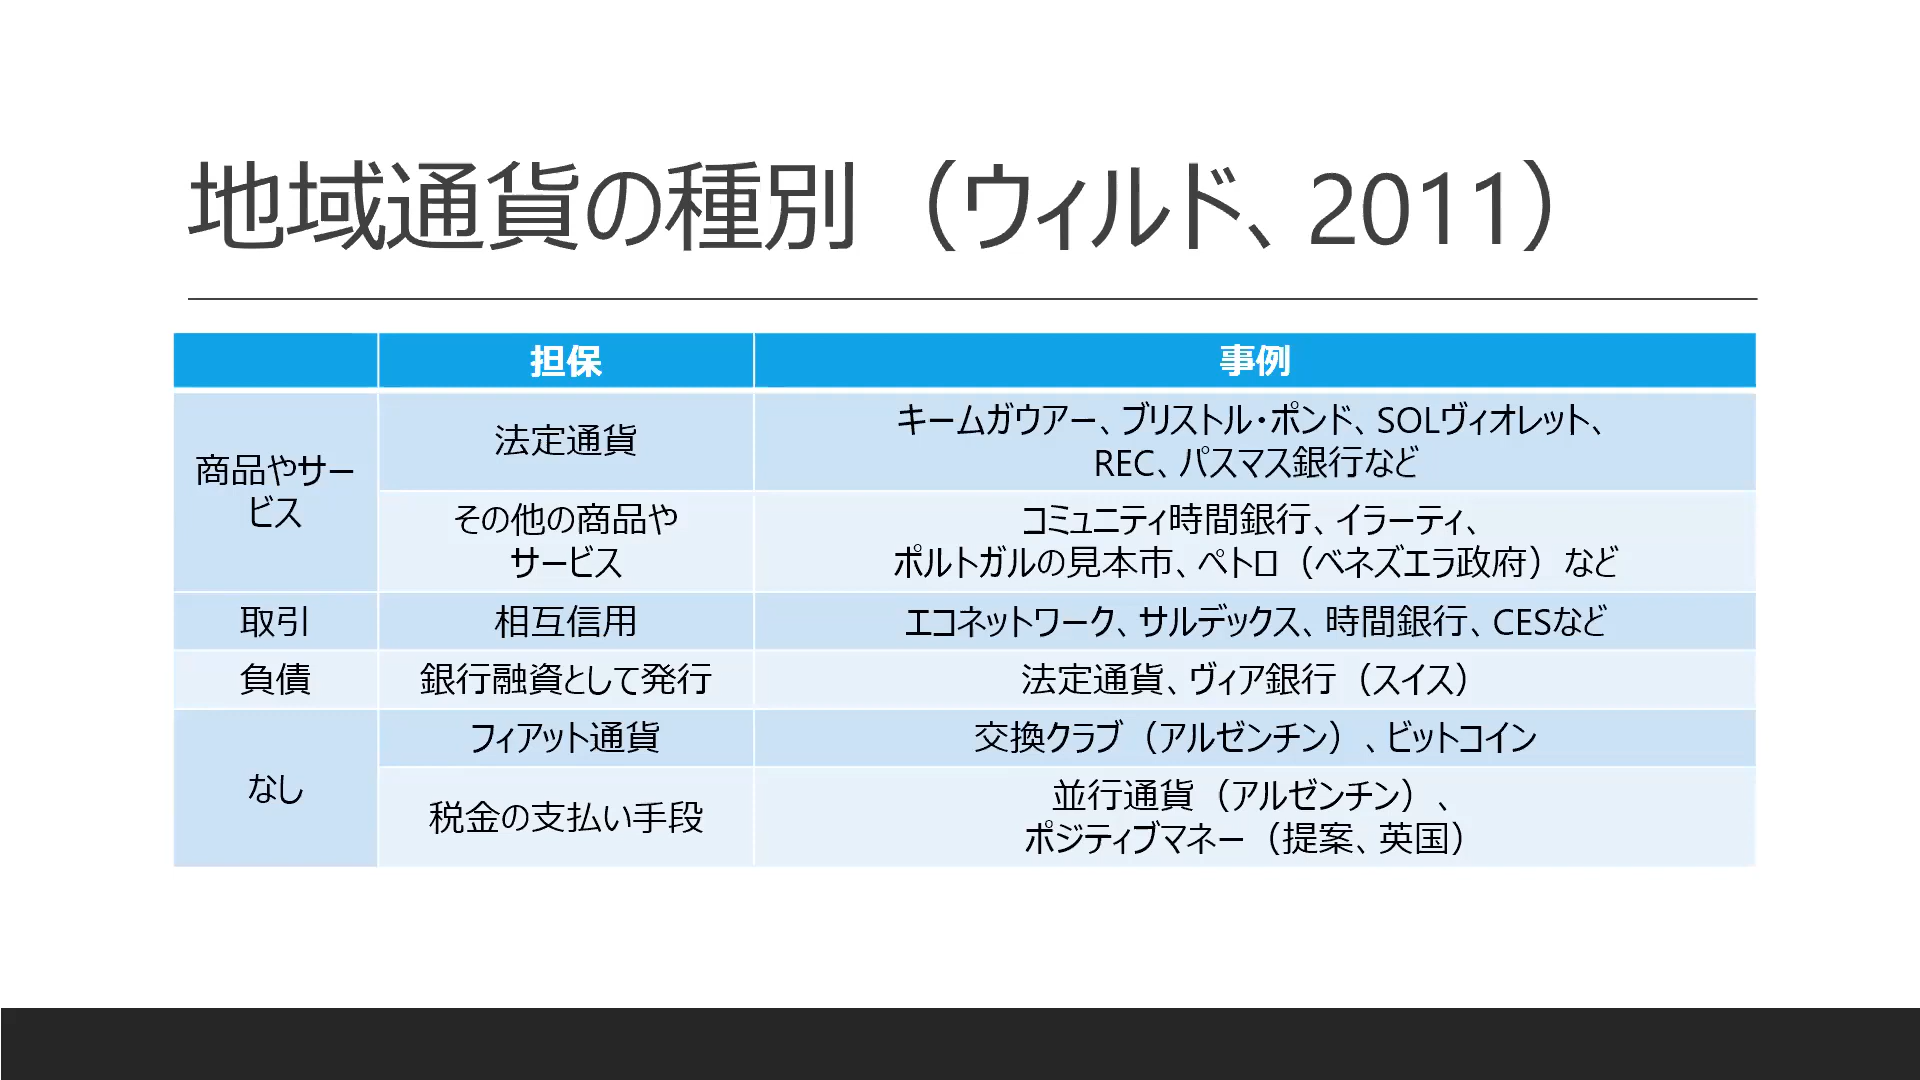 地域通貨の種別（ウィルド、2011）
担保
事例
商品やサー
ビス
法定通貨
キームガウアー、ブリストル・ポンド、SOLヴィオレット、
REC、パスマス銀行など
その他の商品や
サービス
コミュニティ時間銀行、イラーティ、
ポルトガルの見本市、ペトロ（ベネズエラ政府）など
取引
相互信用
エコネットワーク、サルデックス、時間銀行、CESなど
負債
銀行融資として発行
法定通貨、ヴィア銀行（スイス）
なし
フィアット通貨
交換クラブ（アルゼンチン）、ビットコイン
税金の支払い手段
並行通貨（アルゼンチン）、
ポジティブマネー（提案、英国）